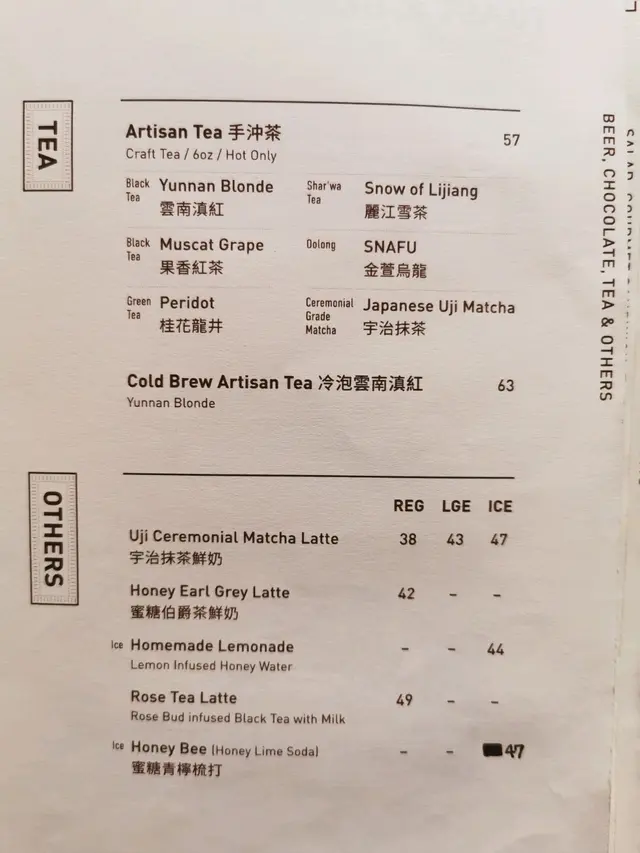 TEA
Artisan Tea 手沖茶 57
Craft Tea / 6oz / Hot Only
Black Tea Yunnan Blonde
雲南滇紅
Shar'wa Tea Snow of Lijiang
麗江雪茶
Black Tea Muscat Grape
果香紅茶
Oolong SNAFU
金萱烏龍
Green Tea Peridot
桂花龍井
Ceremonial Grade Matcha Japanese Uji Matcha
宇治抹茶
Cold Brew Artisan Tea 冷泡雲南滇紅 63
Yunnan Blonde
OTHERS
REG LGE ICE
Uji Ceremonial Matcha Latte 38 43 47
宇治抹茶鮮奶
Honey Earl Grey Latte 42 – –
蜜糖伯爵茶鮮奶
Ice Homemade Lemonade – – 44
Lemon Infused Honey Water
Rose Tea Latte 49 – –
Rose Bud infused Black Tea with Milk
Ice Honey Bee (Honey Lime Soda) – – 47
蜜糖青檸梳打
BEER, CHOCOLATE, TEA & OTHERS